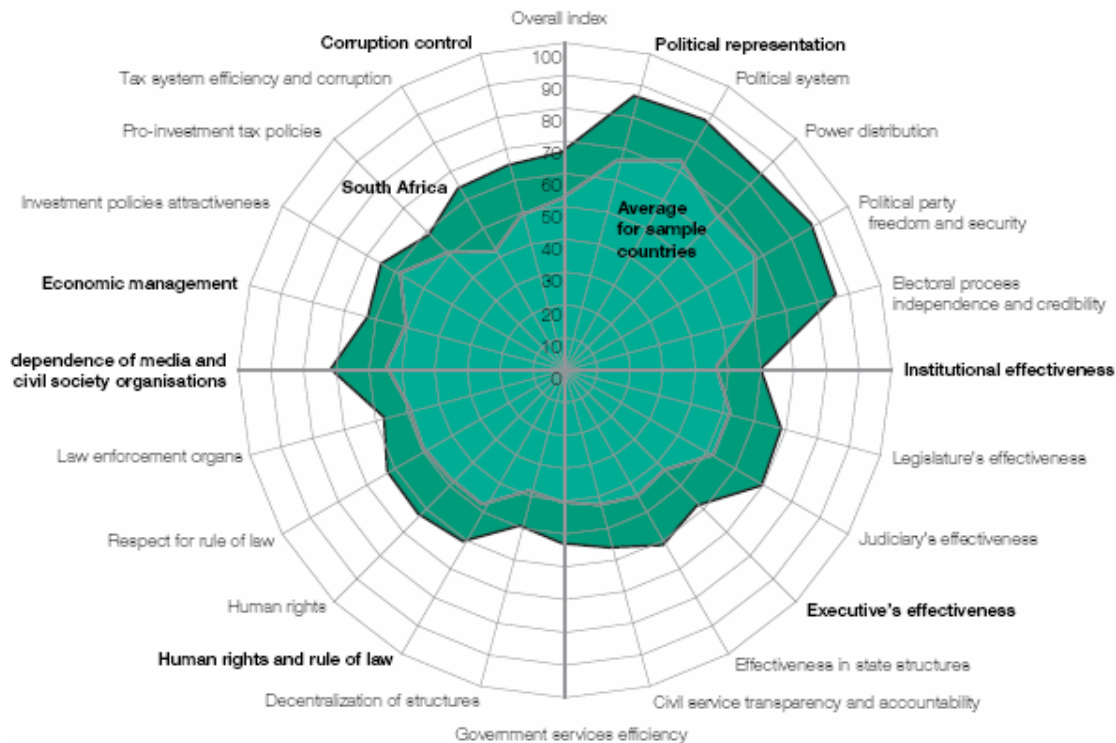 Overall index
Corruption control
Political representation
Tax system efficiency and corruption
Political system
Pro-investment tax policies
Power distribution
Investment policies attractiveness
South Africa
Average
for sample
countries
Political party
freedom and security
Economic management
Electoral process
independence and credibility
dependence of media and
civil society organisations
Institutional effectiveness
Law enforcement organs
Legislature's effectiveness
Respect for rule of law
Judiciary's effectiveness
Human rights
Executive's effectiveness
Human rights and rule of law
Effectiveness in state structures
Decentralization of structures
Civil service transparency and accountability
Government services efficiency
100
90
80
70
60
50
40
30
20
10
0